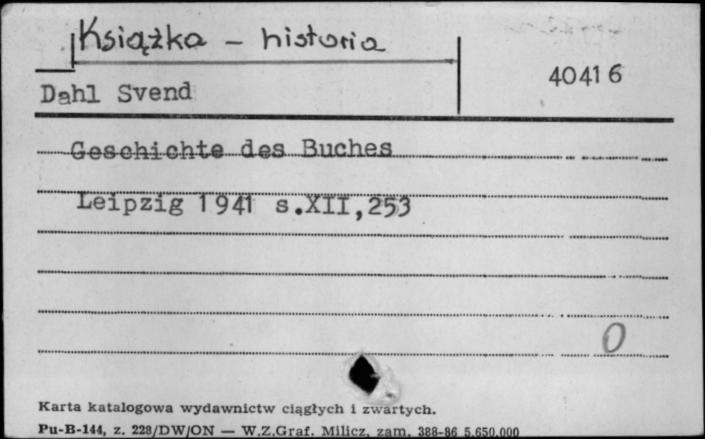 Książka – historia
40416
Dahl Svend
Geschichte des Buches
Leipzig 1941 s.XII,253
0
Karta katalogowa wydawnictw ciągłych i zwartych.
Pu-B-144, z. 228/DW/ON — W.Z.Graf. Milicz, zam. 388-86 5.650.000